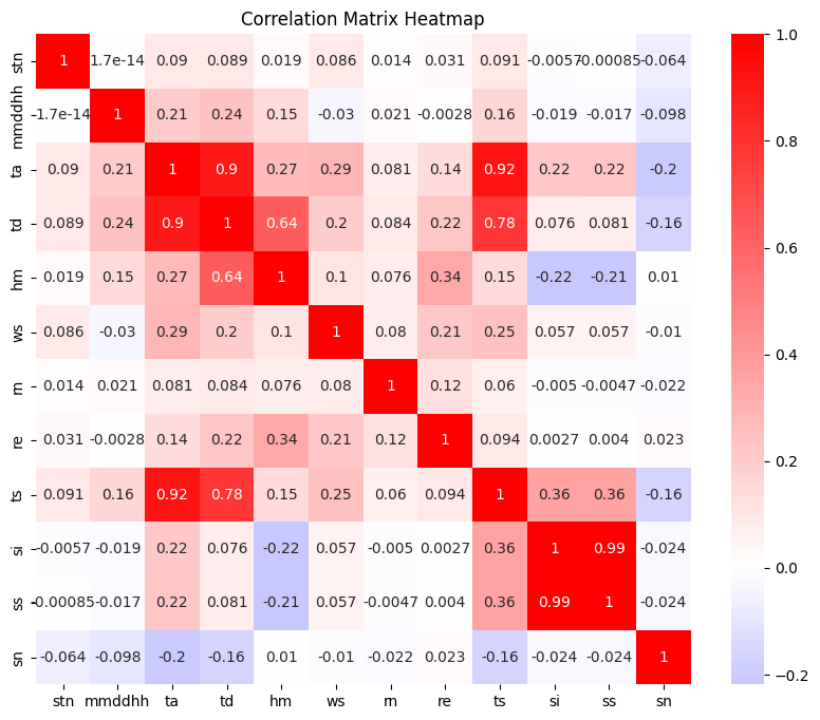 Correlation Matrix Heatmap
stn 1 1.7e-14 0.09 0.089 0.019 0.086 0.014 0.031 0.091 -0.0057 -0.00085 -0.064
mmddhh -1.7e-14 1 0.21 0.24 0.15 -0.03 0.021 -0.0028 0.16 -0.019 -0.017 -0.098
ta 0.09 0.21 1 0.9 0.27 0.29 0.081 0.14 0.92 0.22 0.22 -0.2
td 0.089 0.24 0.9 1 0.64 0.2 0.084 0.22 0.78 0.076 0.081 -0.16
hm 0.019 0.15 0.27 0.64 1 0.1 0.076 0.34 0.15 -0.22 -0.21 0.01
ws 0.086 -0.03 0.29 0.2 0.1 1 0.08 0.21 0.25 0.057 0.057 -0.01
rn 0.014 0.021 0.081 0.084 0.076 0.08 1 0.12 0.06 -0.005 -0.0047 -0.022
re 0.031 -0.0028 0.14 0.22 0.34 0.21 0.12 1 0.094 0.0027 0.004 0.023
ts 0.091 0.16 0.92 0.78 0.15 0.25 0.06 0.094 1 0.36 0.36 -0.16
si -0.0057 -0.019 0.22 0.076 -0.22 0.057 -0.005 0.0027 0.36 1 0.99 -0.024
ss -0.00085 -0.017 0.22 0.081 -0.21 0.057 -0.0047 0.004 0.36 0.99 1 -0.024
sn -0.064 -0.098 -0.2 -0.16 0.01 -0.01 -0.022 0.023 -0.16 -0.024 -0.024 1
stn mmddhh ta td hm ws rn re ts si ss sn
1.0
0.8
0.6
0.4
0.2
0.0
−0.2